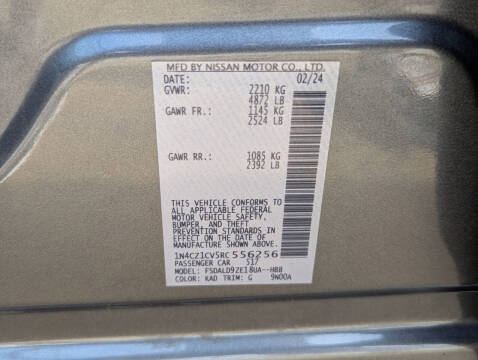 MFD BY NISSAN MOTOR CO., LTD.
DATE: 02/24
GVWR: 2210 KG
4872 LB
GAWR FR.: 1145 KG
2524 LB
GAWR RR.: 1085 KG
2392 LB
THIS VEHICLE CONFORMS TO
ALL APPLICABLE FEDERAL
MOTOR VEHICLE SAFETY,
BUMPER, AND THEFT
PREVENTION STANDARDS IN
EFFECT ON THE DATE OF
MANUFACTURE SHOWN ABOVE.
1N4CZ1CV5RC556256
PASSENGER CAR 517
MODEL: FSDALD9ZE18UA--HBB
COLOR: KAD TRIM: G 9N00A